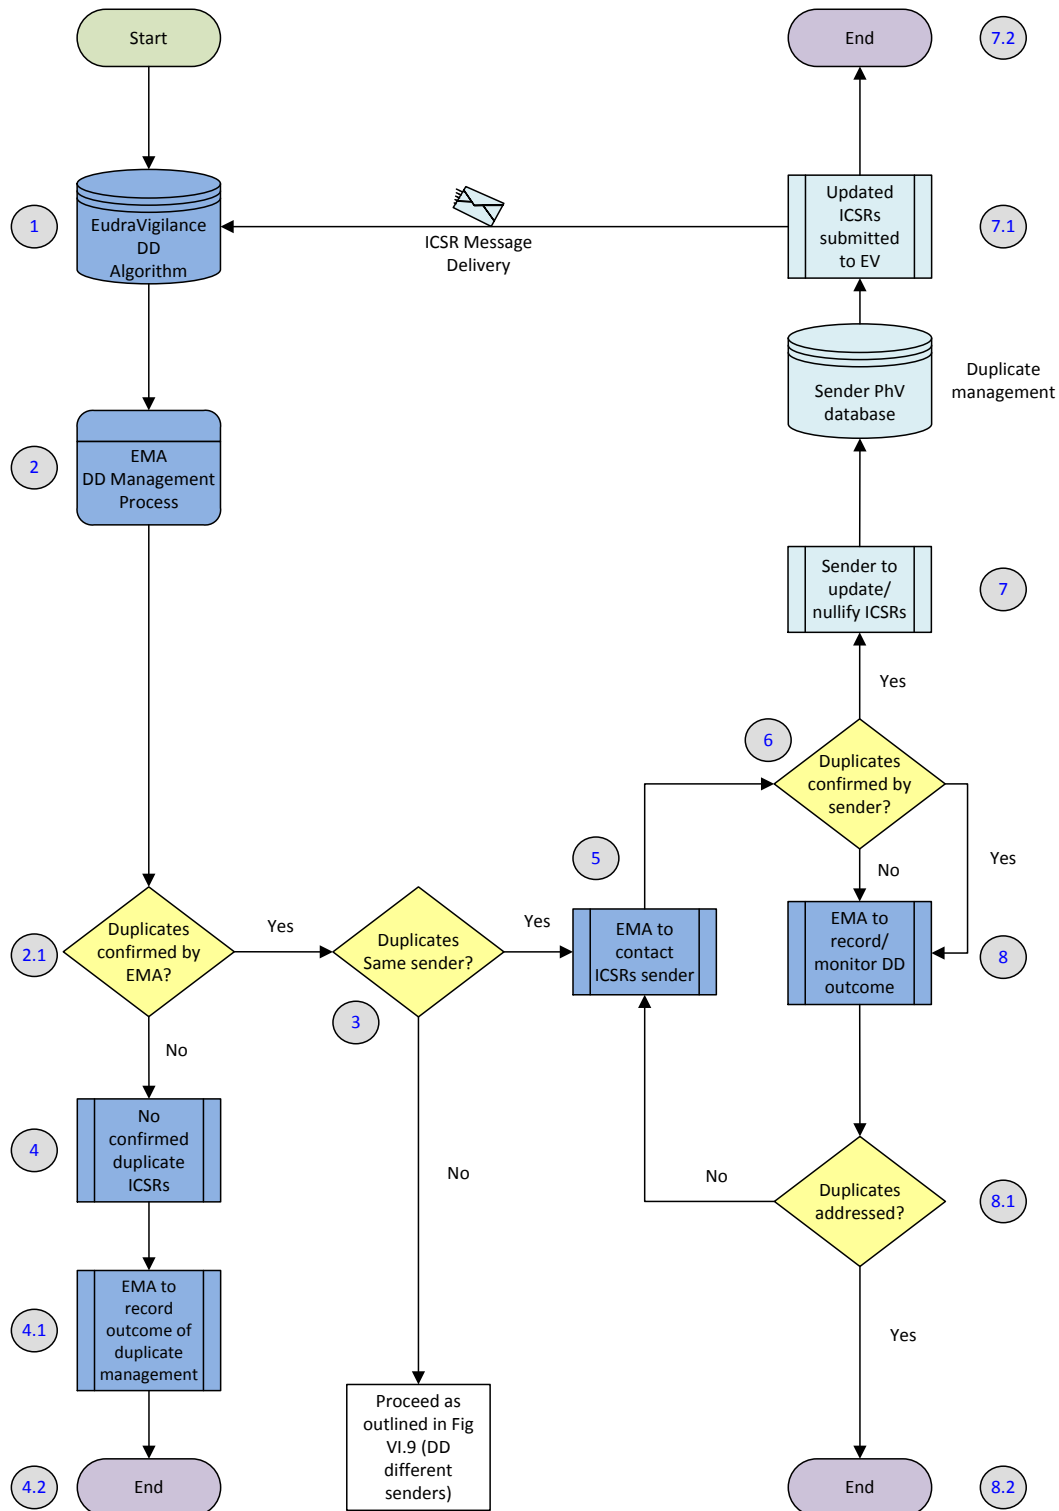 Start
End
7.2
1
EudraVigilance
DD
Algorithm
ICSR Message
Delivery
Updated
ICSRs
submitted
to EV
7.1
Sender PhV
database
Duplicate
management
2
EMA
DD Management
Process
Sender to
update/
nullify ICSRs
7
Yes
6
Duplicates
confirmed by
sender?
5
No
Yes
2.1
Duplicates
confirmed by
EMA?
Yes
Duplicates
Same sender?
Yes
EMA to
contact
ICSRs sender
EMA to
record/
monitor DD
outcome
8
3
No
4
No
confirmed
duplicate
ICSRs
No
No
Duplicates
addressed?
8.1
4.1
EMA to
record
outcome of
duplicate
management
Yes
Proceed as
outlined in Fig
VI.9 (DD
different
senders)
4.2
End
End
8.2